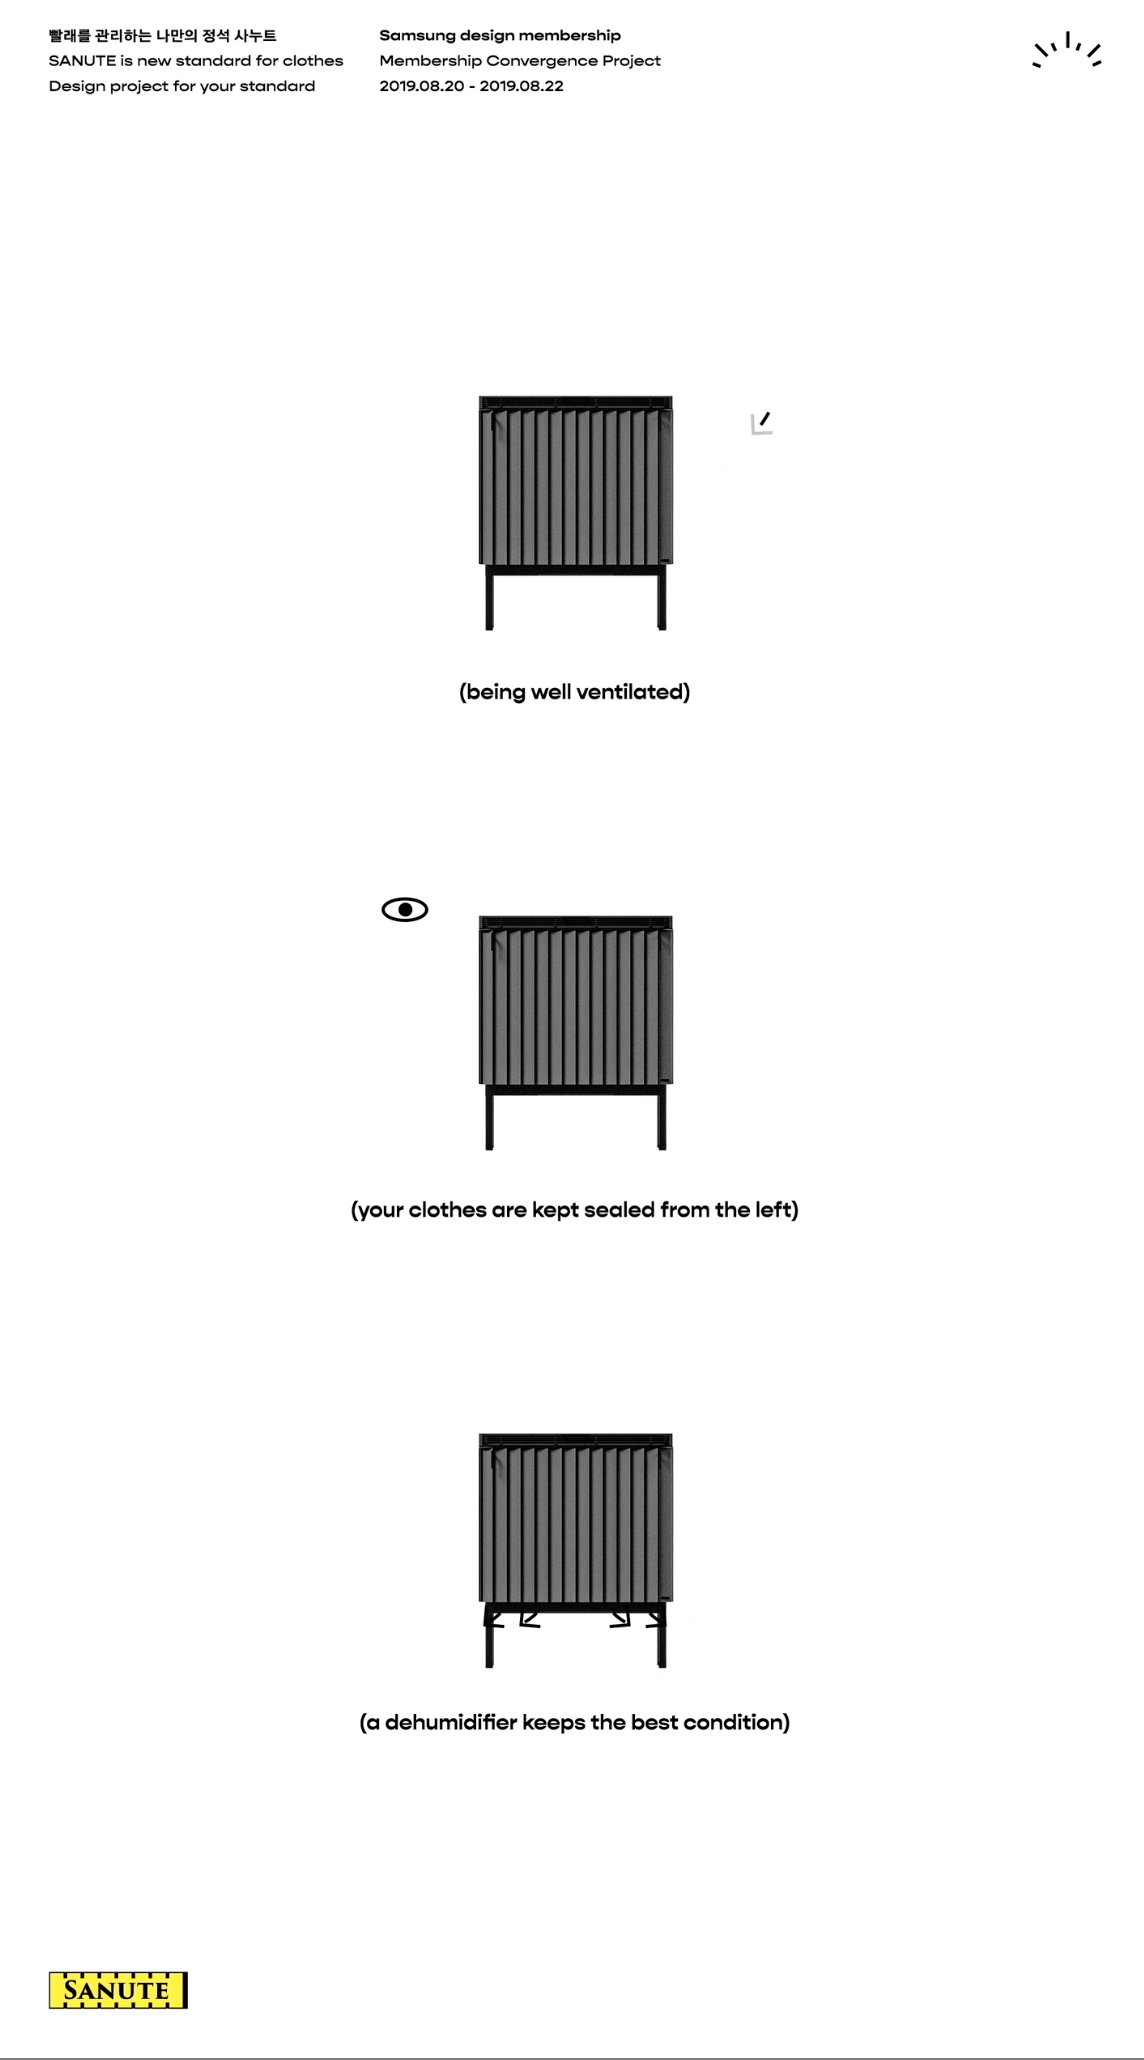 빨래를 관리하는 나만의 정석 사누트
SANUTE is new standard for clothes
Design project for your standard
Samsung design membership
Membership Convergence Project
2019.08.20 - 2019.08.22
(being well ventilated)
(your clothes are kept sealed from the left)
(a dehumidifier keeps the best condition)
SANUTE